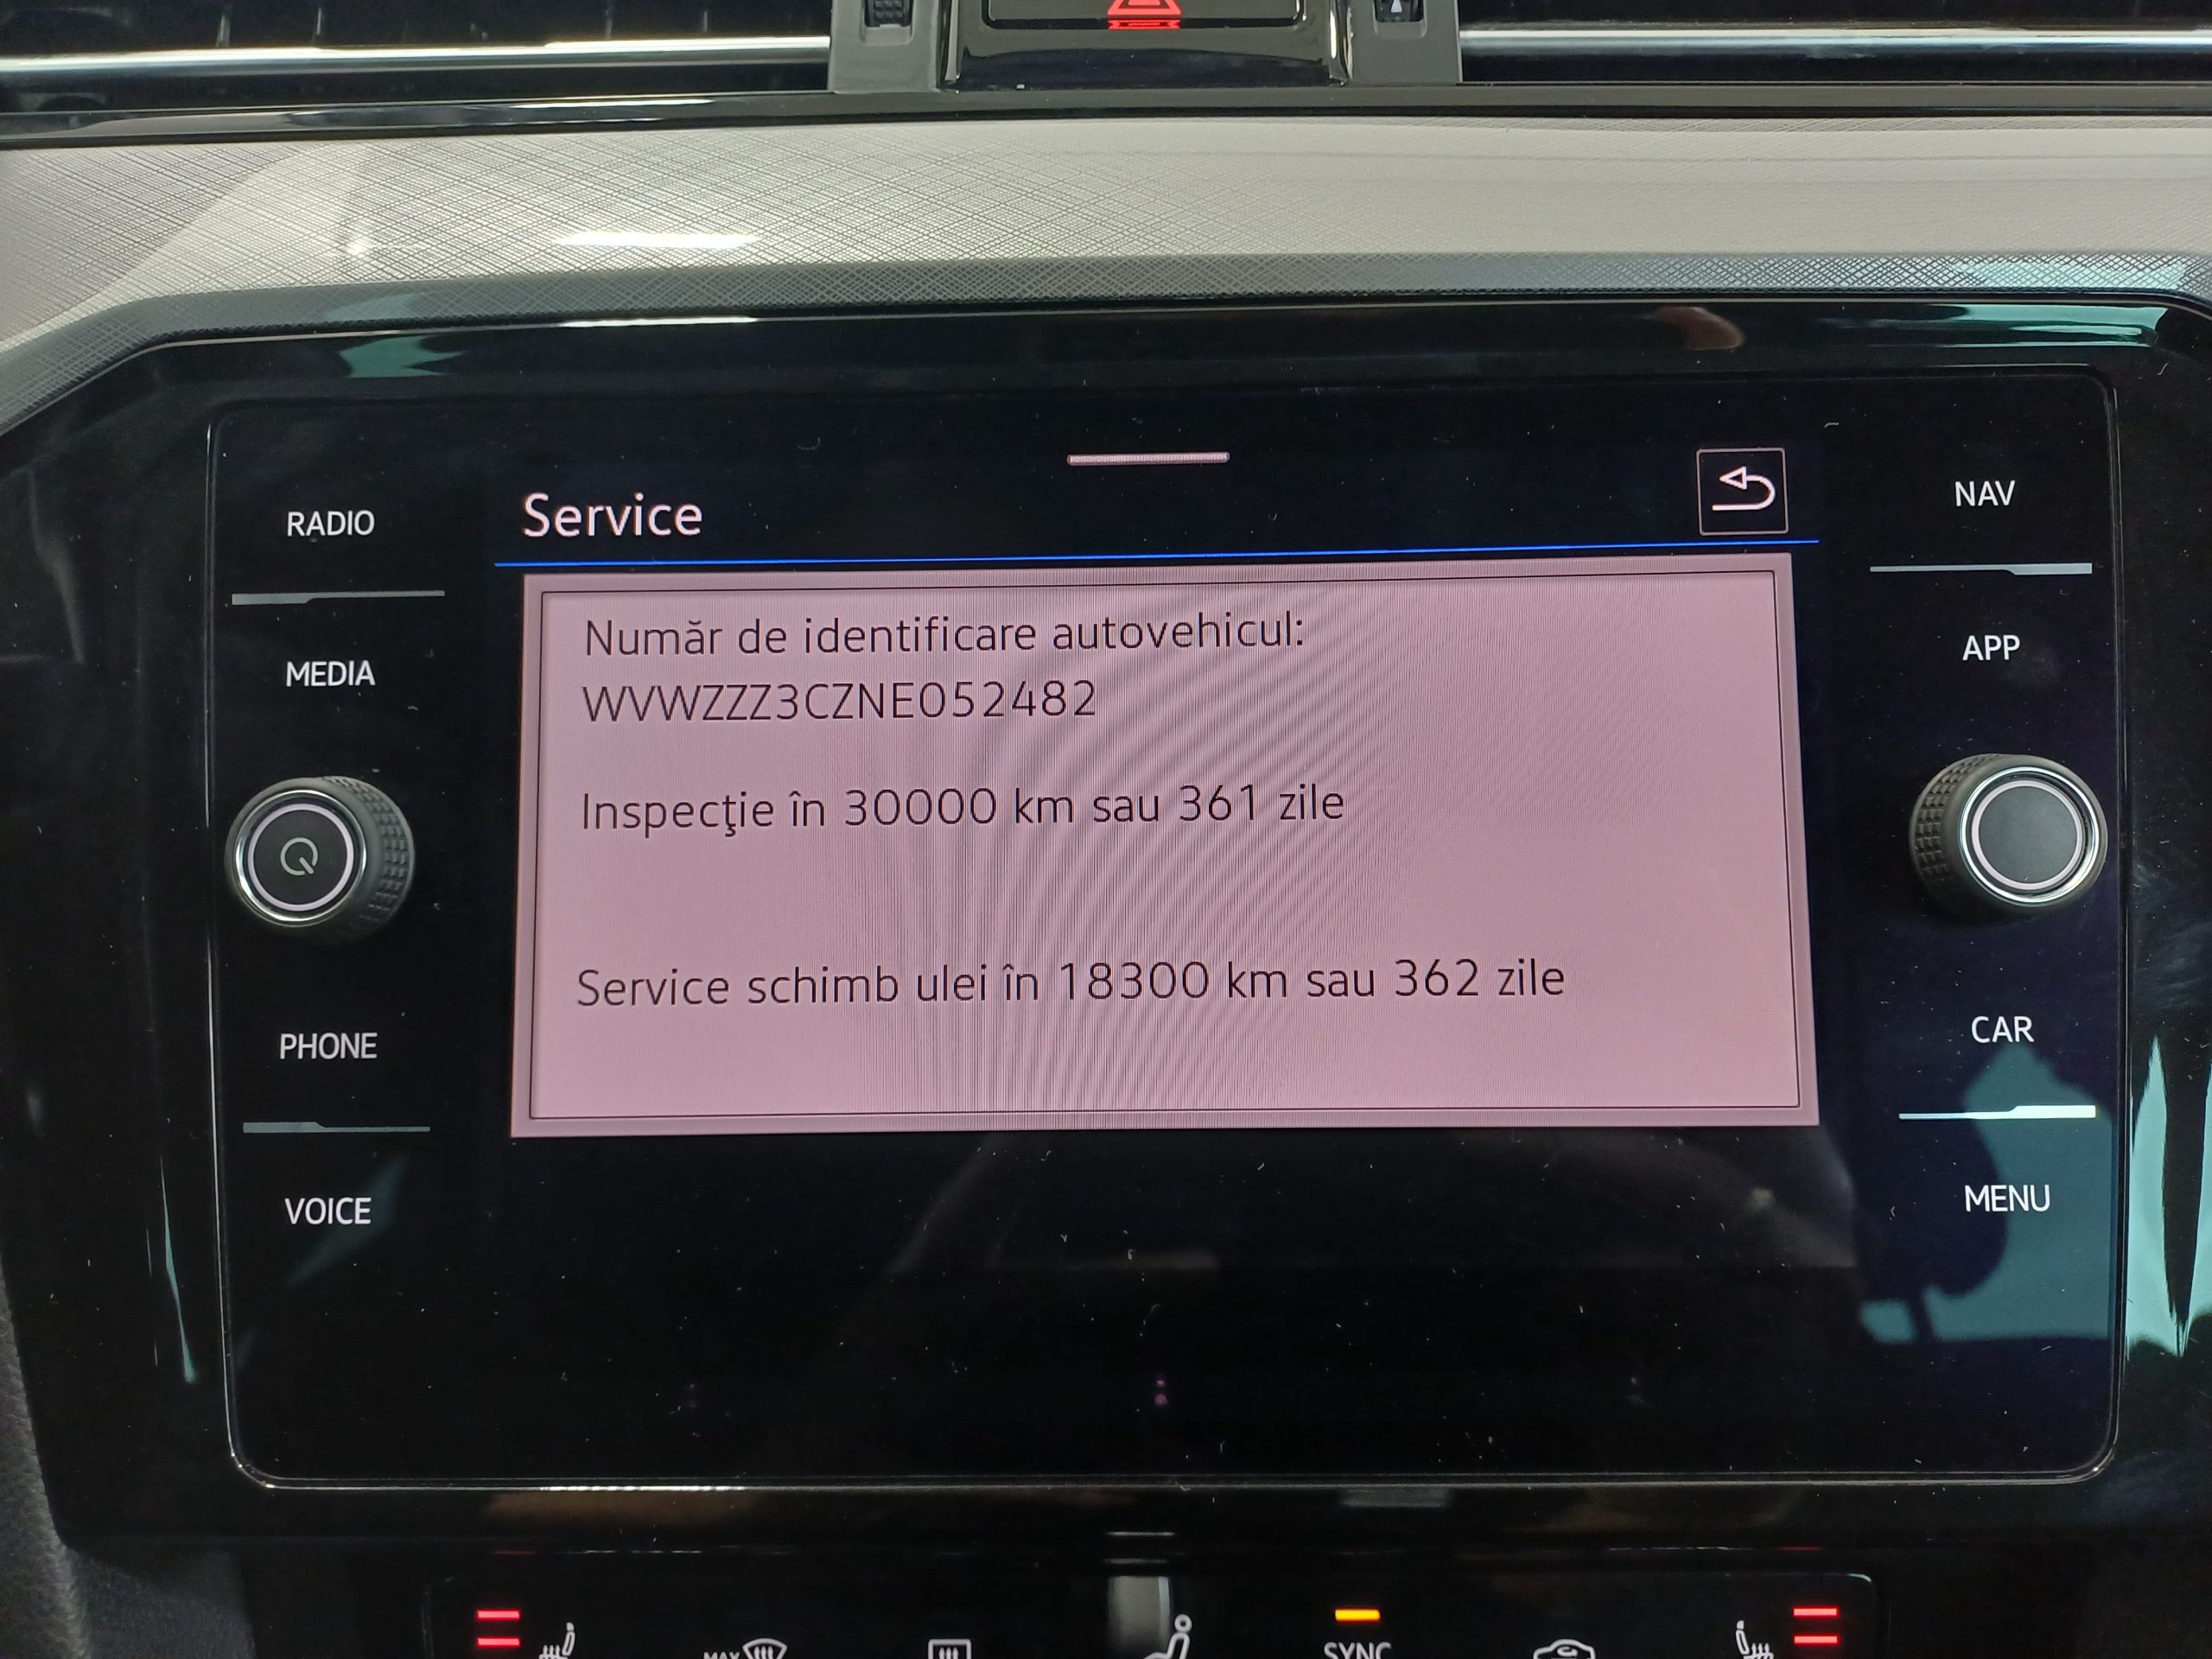 Service
RADIO
NAV
MEDIA
APP
Număr de identificare autovehicul:
WVWZZZ3CZNE052482
Inspecţie în 30000 km sau 361 zile
Service schimb ulei în 18300 km sau 362 zile
PHONE
CAR
VOICE
MENU
MAX
SYNC